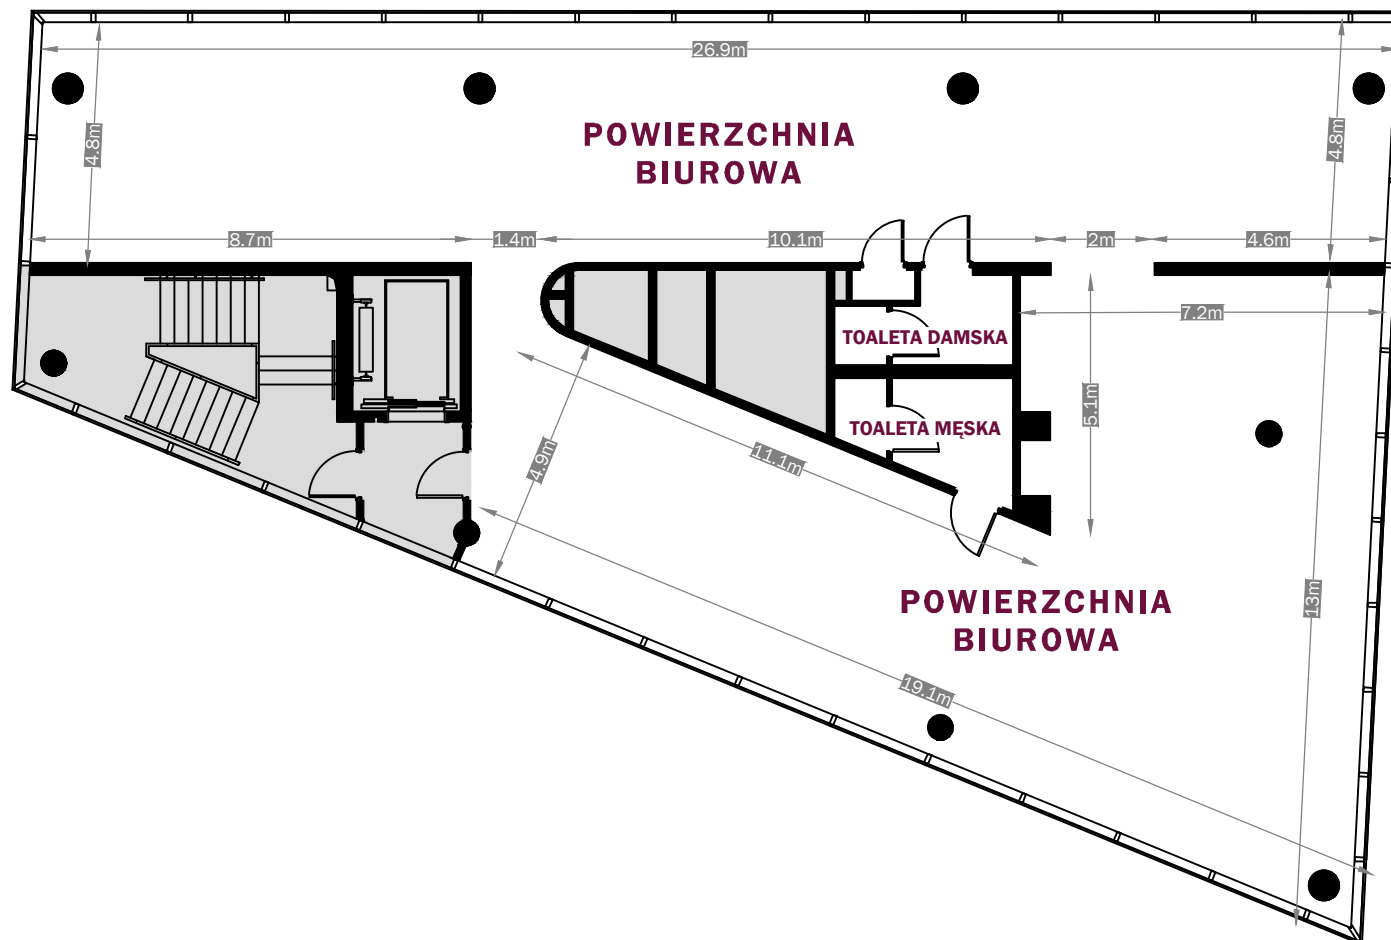 26.9m
4.8m
4.8m
POWIERZCHNIA
BIUROWA
8.7m
1.4m
10.1m
2m
4.6m
7.2m
TOALETA DAMSKA
5.1m
TOALETA MĘSKA
4.9m
11.1m
POWIERZCHNIA
BIUROWA
13m
19.1m